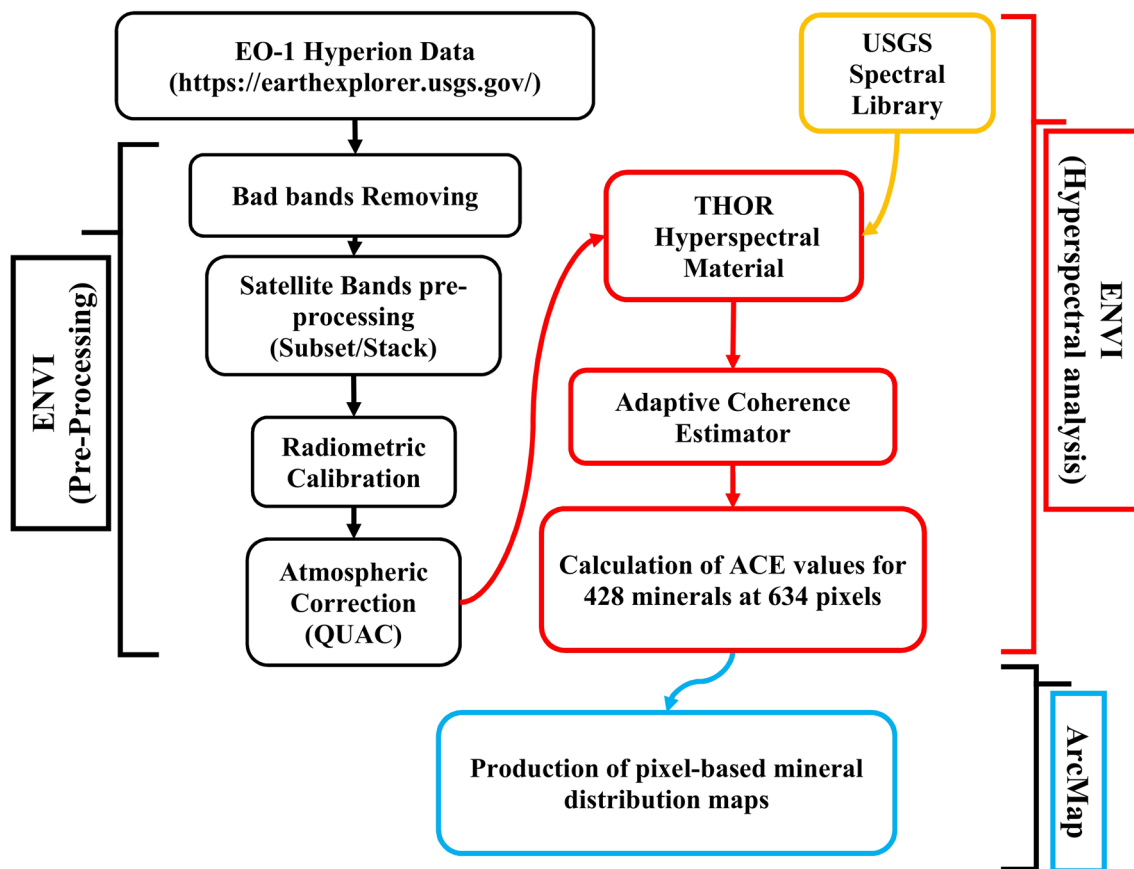 EO-1 Hyperion Data
(https://earthexplorer.usgs.gov/)
Bad bands Removing
Satellite Bands pre-
processing
(Subset/Stack)
Radiometric
Calibration
Atmospheric
Correction
(QUAC)
ENVI
(Pre-Processing)
USGS
Spectral
Library
THOR
Hyperspectral
Material
Adaptive Coherence
Estimator
Calculation of ACE values for
428 minerals at 634 pixels
ENVI
(Hyperspectral analysis)
Production of pixel-based mineral
distribution maps
ArcMap